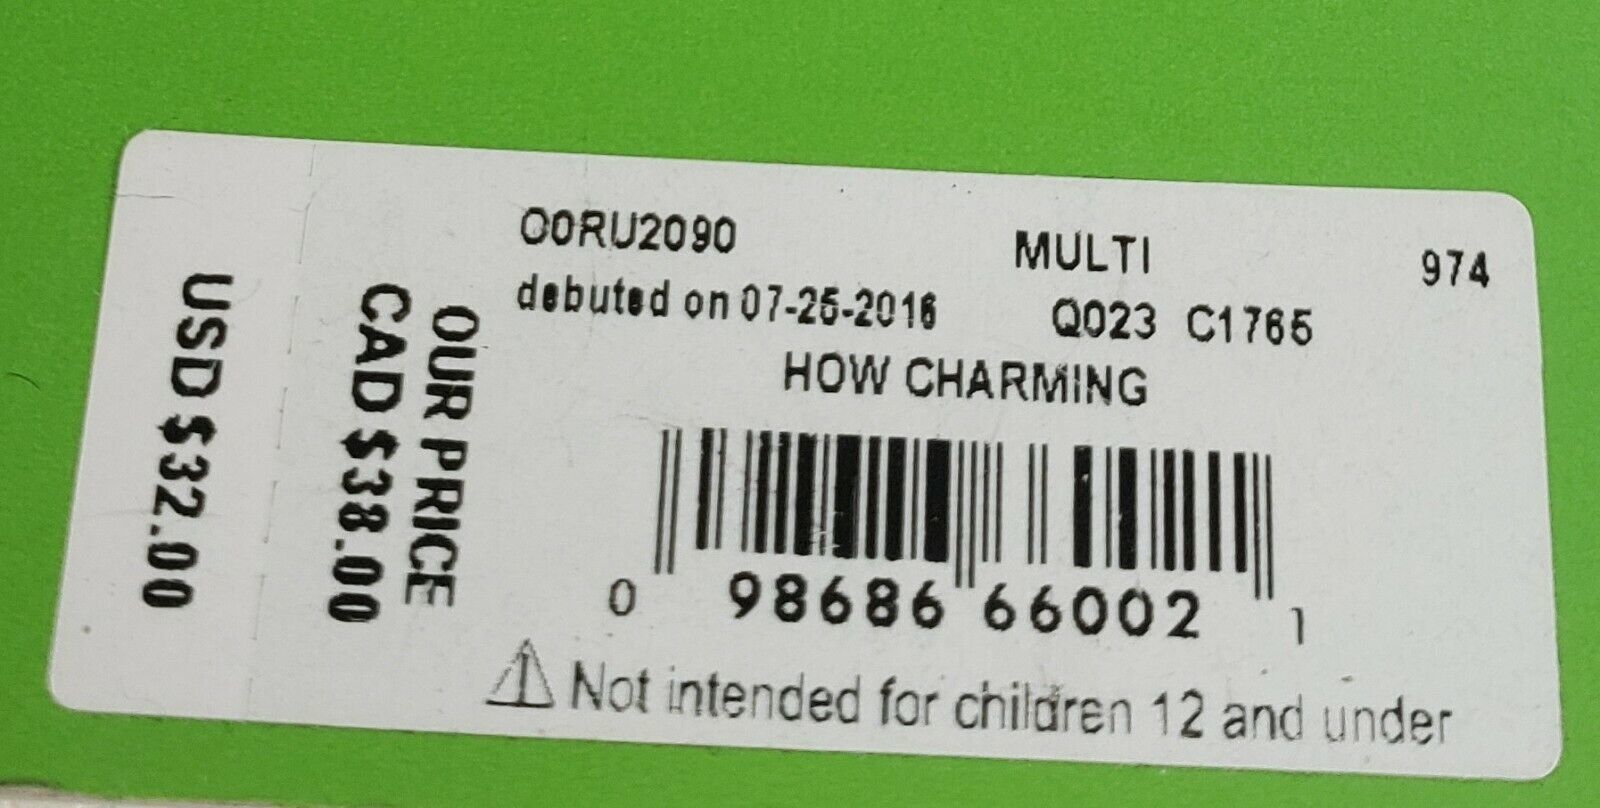 O0RU2090 MULTI 974
debuted on 07-25-2016 Q023 C1765
HOW CHARMING
0 98686 66002 1
Not intended for children 12 and under
OUR PRICE
CAD $38.00
USD $32.00